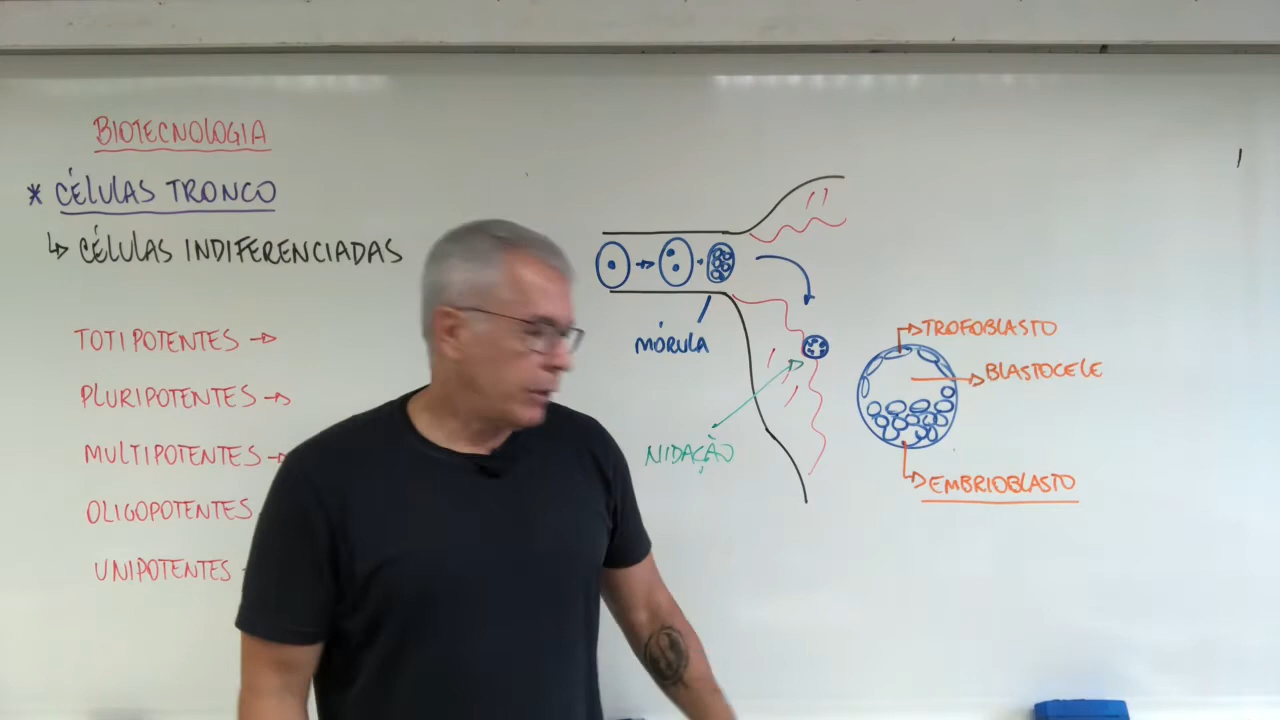 BIOTECNOLOGIA
* CÉLULAS TRONCO
↳ CÉLULAS INDIFERENCIADAS
TOTIPOTENTES →
PLURIPOTENTES →
MULTIPOTENTES →
OLIGOPOTENTES
UNIPOTENTES
MÓRULA
NIDAÇÃO
TROFOBLASTO
BLASTOCELE
EMBRIOBLASTO